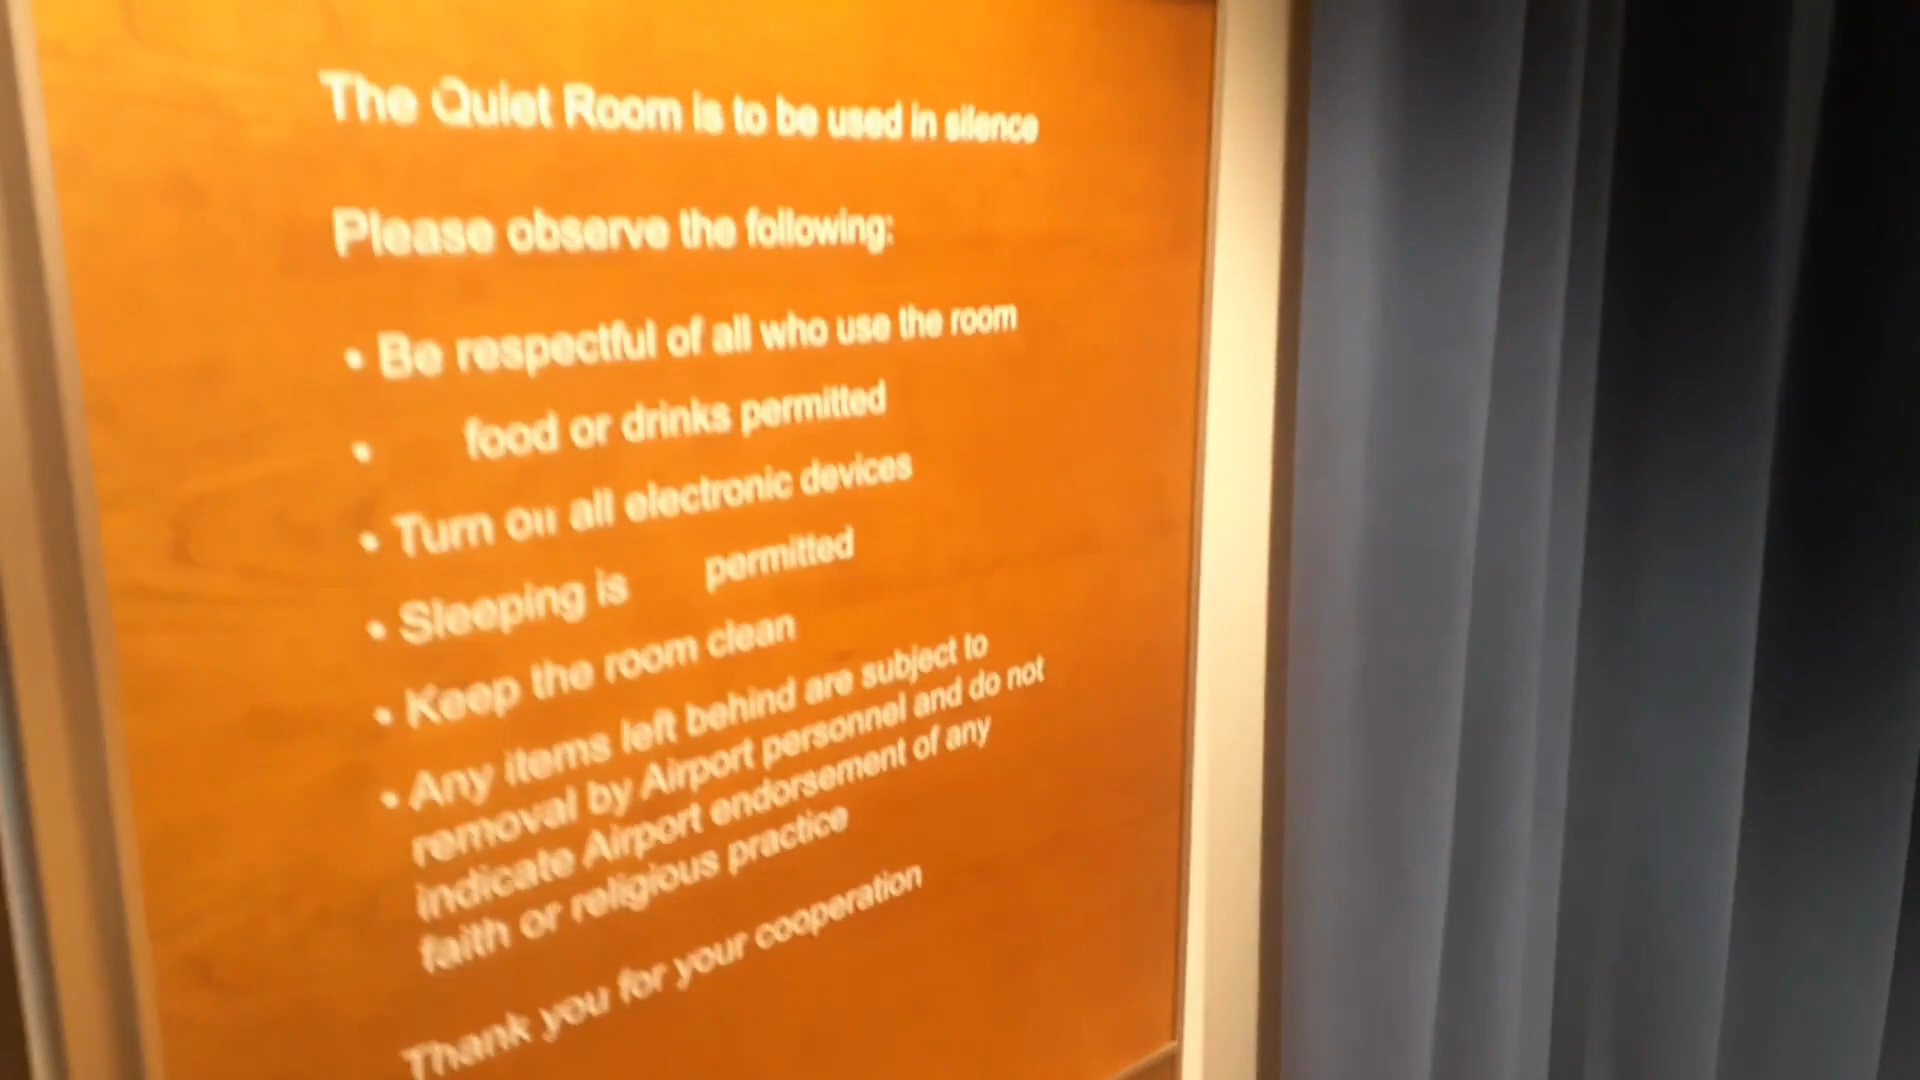 The Quiet Room is to be used in silence
Please observe the following:
• Be respectful of all who use the room
• food or drinks permitted
• Turn all electronic devices
• Sleeping is permitted
• Keep the room clean
• Any items left behind are subject to
removal by Airport personnel and do not
indicate Airport endorsement of any
faith or religious practice
Thank you for your cooperation